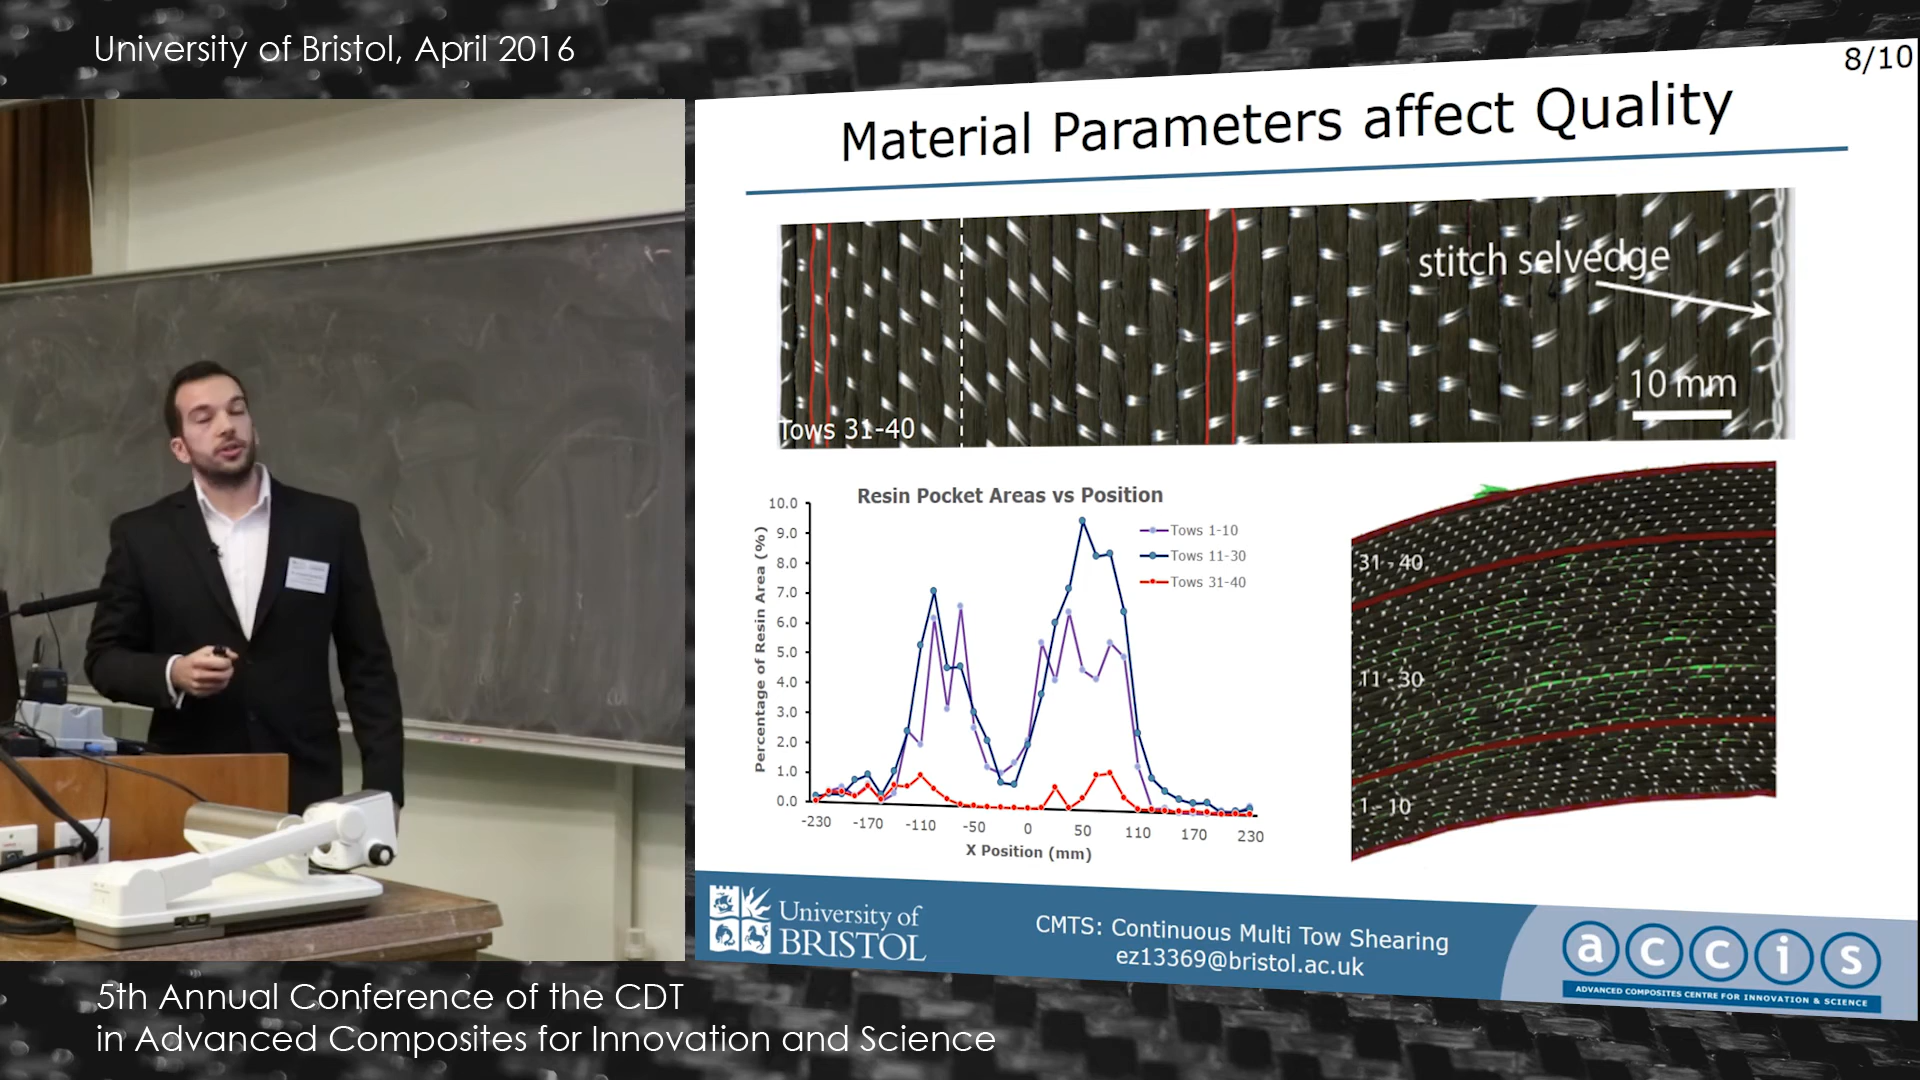 University of Bristol, April 2016
8/10
Material Parameters affect Quality
stitch selvedge
10 mm
Tows 31-40
Resin Pocket Areas vs Position
Percentage of Resin Area (%)
10.0
9.0
8.0
7.0
6.0
5.0
4.0
3.0
2.0
1.0
0.0
Tows 1-10
Tows 11-30
Tows 31-40
-230 -170 -110 -50 0 50 110 170 230
X Position (mm)
31 - 40
11 - 30
1 - 10
University of
BRISTOL
CMTS: Continuous Multi Tow Shearing
ez13369@bristol.ac.uk
accis
ADVANCED COMPOSITES CENTRE FOR INNOVATION & SCIENCE
5th Annual Conference of the CDT
in Advanced Composites for Innovation and Science